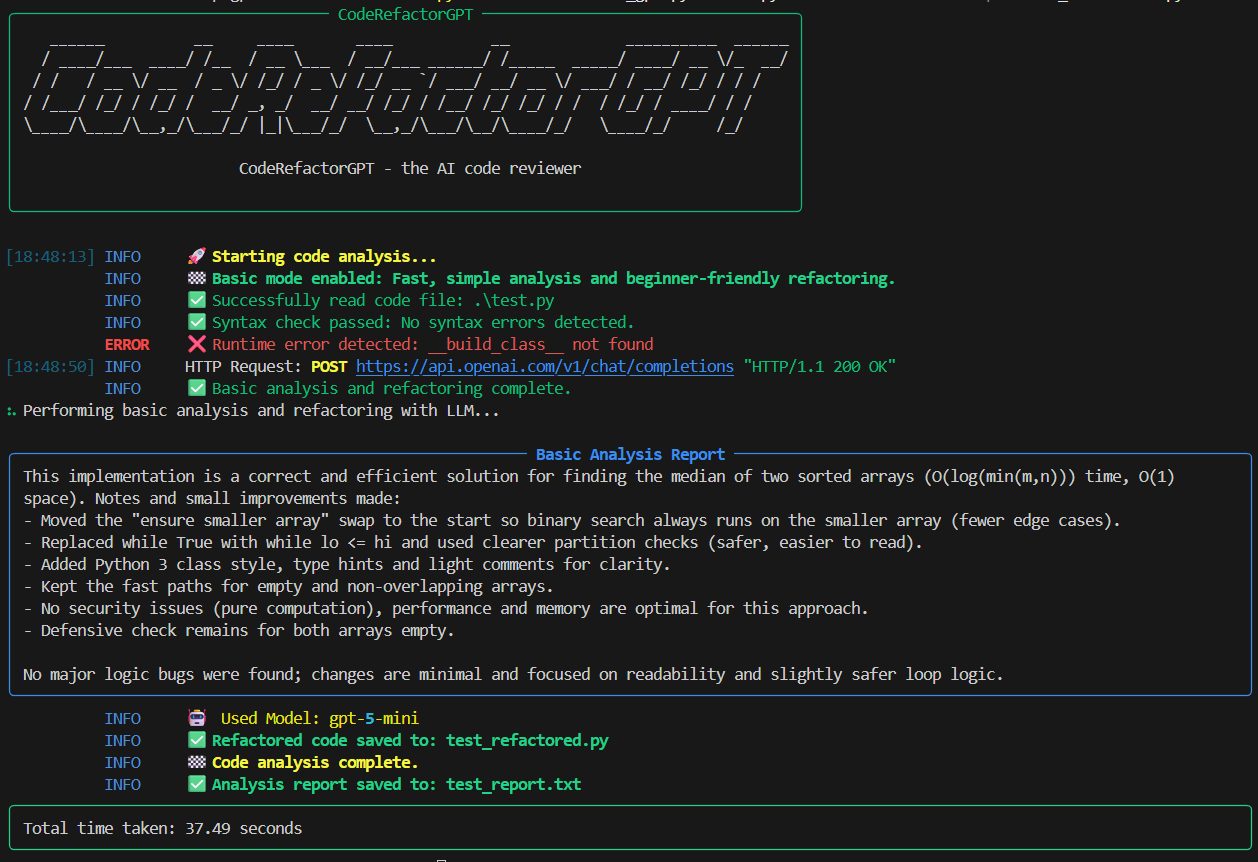 CodeRefactorGPT
CodeRefactorGPT
CodeRefactorGPT - the AI code reviewer
[18:48:13] INFO 🚀 Starting code analysis...
INFO 🏁 Basic mode enabled: Fast, simple analysis and beginner-friendly refactoring.
INFO ✅ Successfully read code file: .\test.py
INFO ✅ Syntax check passed: No syntax errors detected.
ERROR ❌ Runtime error detected: __build_class__ not found
[18:48:50] INFO HTTP Request: POST https://api.openai.com/v1/chat/completions "HTTP/1.1 200 OK"
INFO ✅ Basic analysis and refactoring complete.
Performing basic analysis and refactoring with LLM...
Basic Analysis Report
This implementation is a correct and efficient solution for finding the median of two sorted arrays (O(log(min(m,n))) time, O(1)
space). Notes and small improvements made:
- Moved the "ensure smaller array" swap to the start so binary search always runs on the smaller array (fewer edge cases).
- Replaced while True with while lo <= hi and used clearer partition checks (safer, easier to read).
- Added Python 3 class style, type hints and light comments for clarity.
- Kept the fast paths for empty and non-overlapping arrays.
- No security issues (pure computation), performance and memory are optimal for this approach.
- Defensive check remains for both arrays empty.
No major logic bugs were found; changes are minimal and focused on readability and slightly safer loop logic.
INFO 🤖 Used Model: gpt-5-mini
INFO ✅ Refactored code saved to: test_refactored.py
INFO 🏁 Code analysis complete.
INFO ✅ Analysis report saved to: test_report.txt
Total time taken: 37.49 seconds